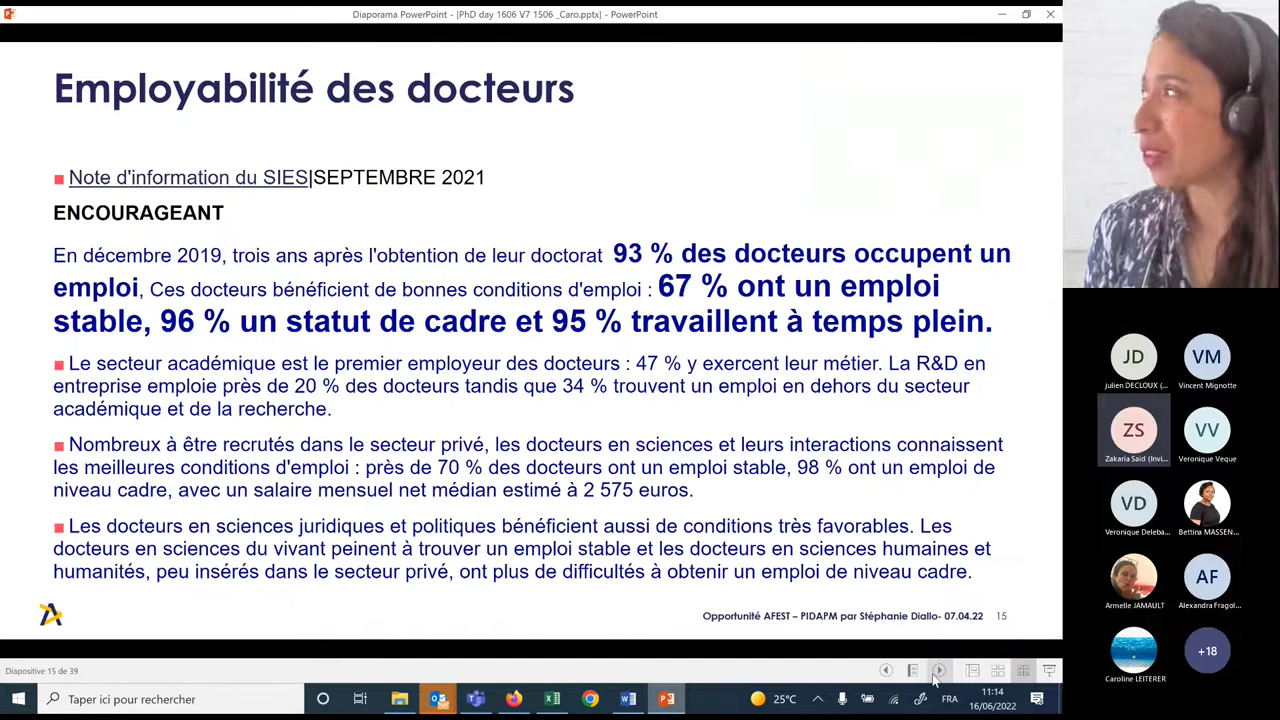 Diaporama PowerPoint - [PhD day 1606 V7 1506 _Caro.pptx] - PowerPoint
Employabilité des docteurs
Note d'information du SIES|SEPTEMBRE 2021
ENCOURAGEANT
En décembre 2019, trois ans après l'obtention de leur doctorat 93 % des docteurs occupent un
emploi, Ces docteurs bénéficient de bonnes conditions d'emploi : 67 % ont un emploi
stable, 96 % un statut de cadre et 95 % travaillent à temps plein.
Le secteur académique est le premier employeur des docteurs : 47 % y exercent leur métier. La R&D en
entreprise emploie près de 20 % des docteurs tandis que 34 % trouvent un emploi en dehors du secteur
académique et de la recherche.
Nombreux à être recrutés dans le secteur privé, les docteurs en sciences et leurs interactions connaissent
les meilleures conditions d'emploi : près de 70 % des docteurs ont un emploi stable, 98 % ont un emploi de
niveau cadre, avec un salaire mensuel net médian estimé à 2 575 euros.
Les docteurs en sciences juridiques et politiques bénéficient aussi de conditions très favorables. Les
docteurs en sciences du vivant peinent à trouver un emploi stable et les docteurs en sciences humaines et
humanités, peu insérés dans le secteur privé, ont plus de difficultés à obtenir un emploi de niveau cadre.
Opportunité AFEST – PIDAPM par Stéphanie Diallo- 07.04.22 15
Diapositive 15 de 39
Taper ici pour rechercher
25°C
FRA
11:14
16/06/2022
JD
VM
julien DECLOUX (...
Vincent Mignotte
ZS
VV
Zakaria Said (Invi...
Veronique Veque
VD
Veronique Deleba...
Bettina MASSEN...
AF
Armelle JAMAULT
Alexandra Fragol...
+18
Caroline LEITERER